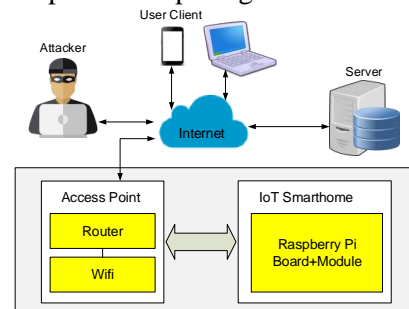 User Client
Attacker
Server
Internet
Access Point
IoT Smarthome
Router
Wifi
Raspberry Pi
Board+Module